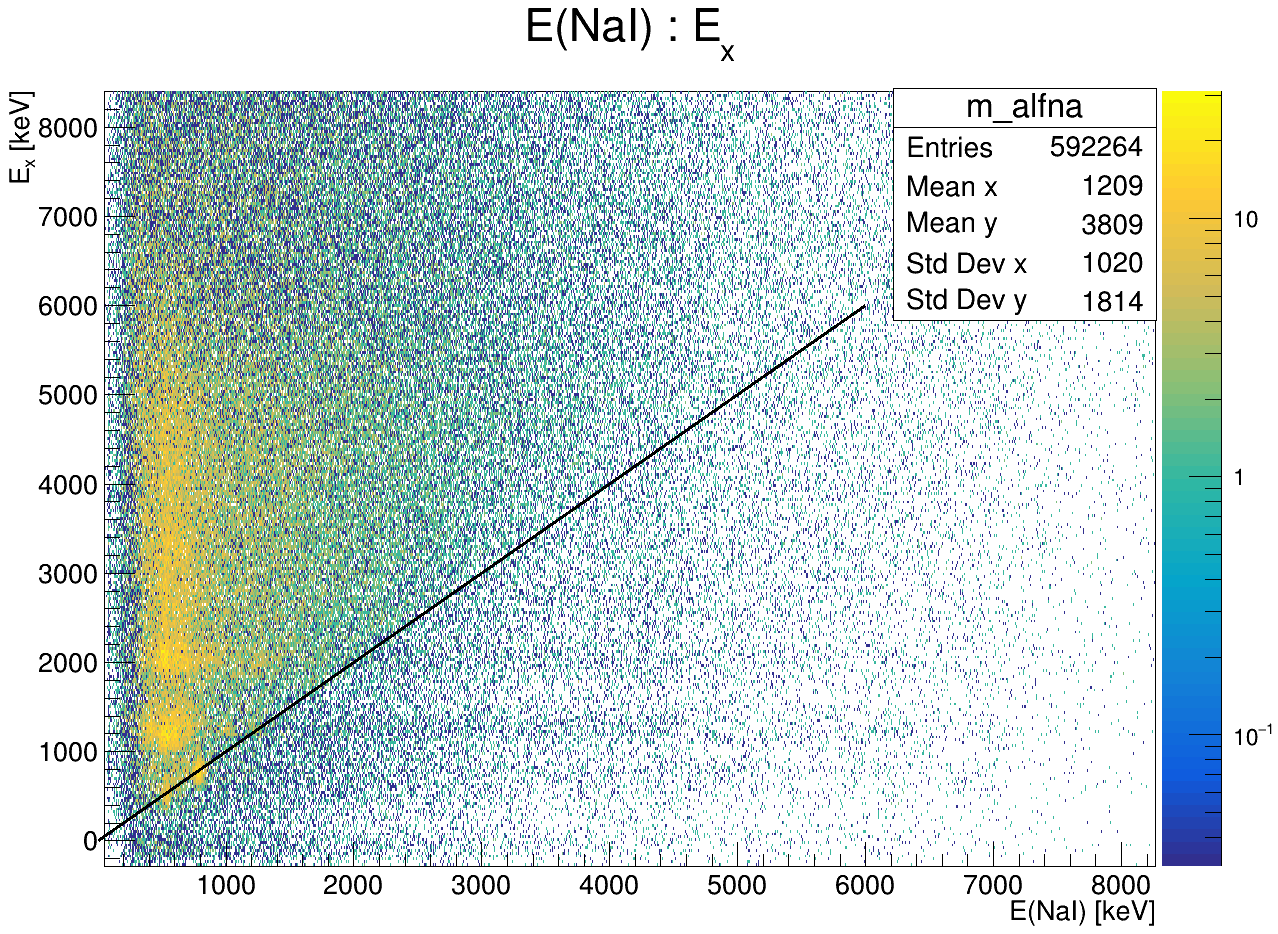 E(NaI) : Ex
Ex [keV]
m_alfna
Entries 592264
Mean x 1209
Mean y 3809
Std Dev x 1020
Std Dev y 1814
8000
7000
6000
5000
4000
3000
2000
1000
0
1000 2000 3000 4000 5000 6000 7000 8000
E(NaI) [keV]
10
1
10−1